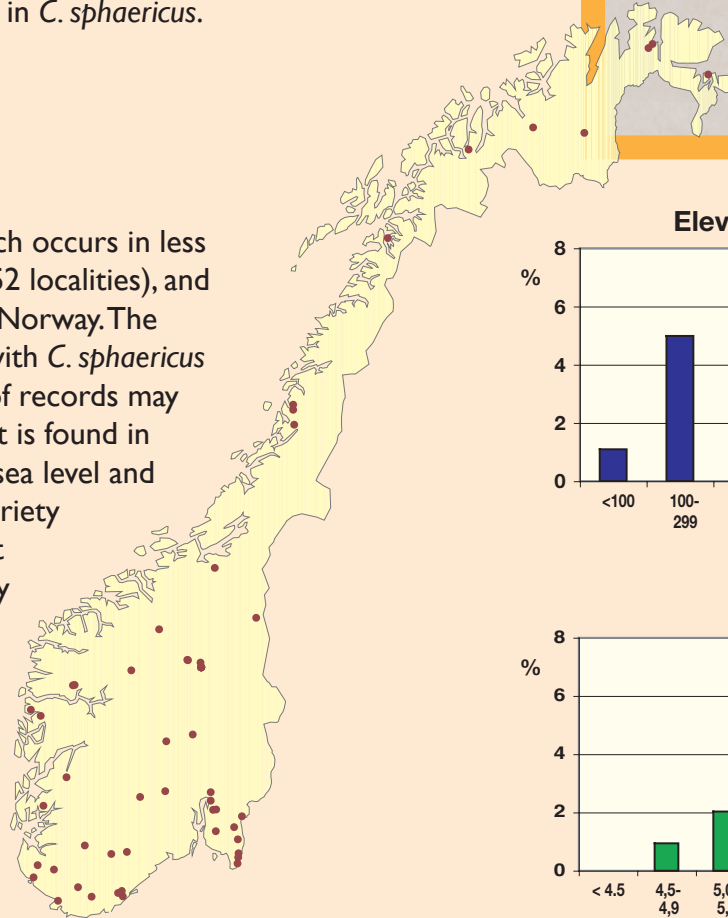 in C. sphaericus.
ch occurs in less
52 localities), and
Norway. The
with C. sphaericus
of records may
t is found in
sea level and
riety
t
y
Elev
8
%
6
4
2
0
<100
100-
299
8
%
6
4
2
0
< 4.5
4,5-
4,9